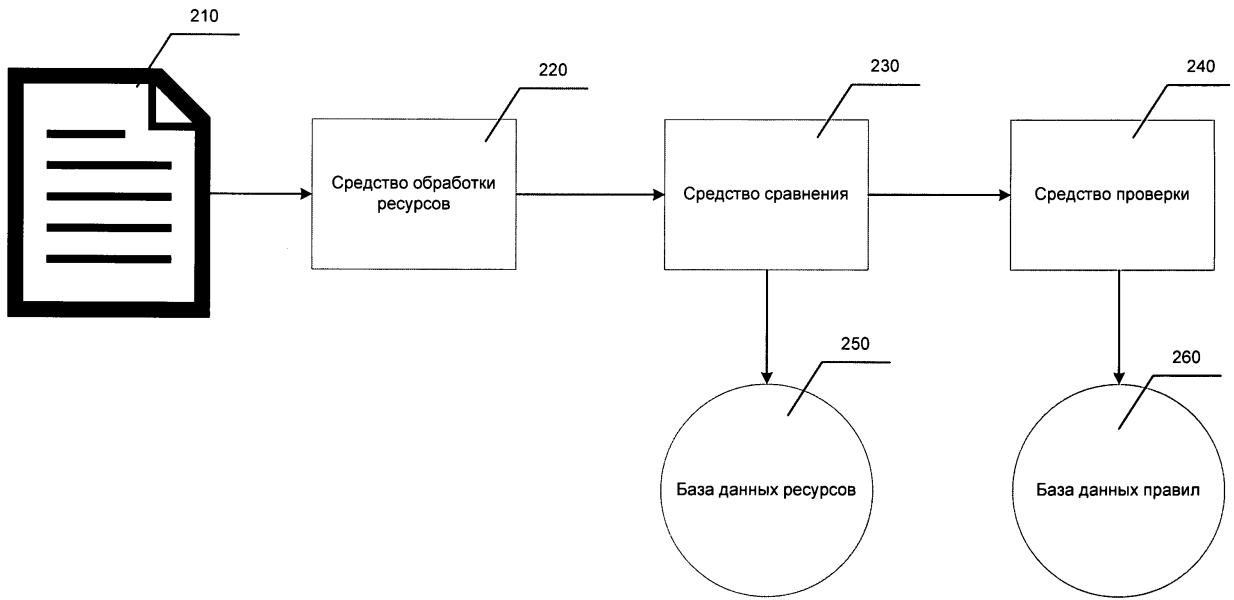 210
220
230
240
Средство обработки
ресурсов
Средство сравнения
Средство проверки
250
260
База данных ресурсов
База данных правил